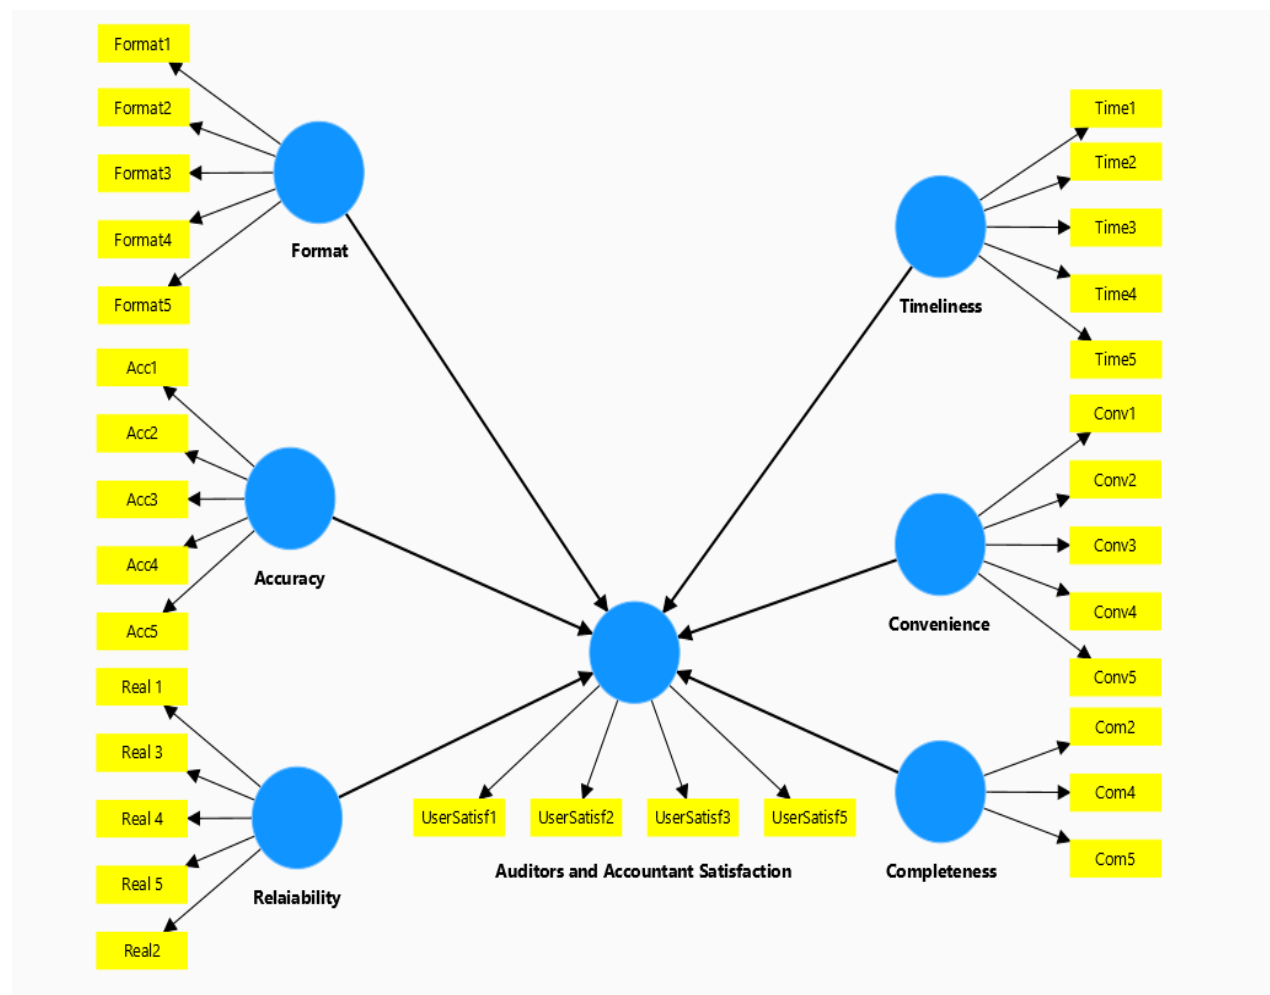 Format1
Format2
Format3
Format4
Format5
Format
Acc1
Acc2
Acc3
Acc4
Acc5
Accuracy
Real 1
Real 3
Real 4
Real 5
Real2
Relaiability
UserSatisf1
UserSatisf2
UserSatisf3
UserSatisf5
Auditors and Accountant Satisfaction
Time1
Time2
Time3
Time4
Time5
Timeliness
Conv1
Conv2
Conv3
Conv4
Conv5
Convenience
Com2
Com4
Com5
Completeness